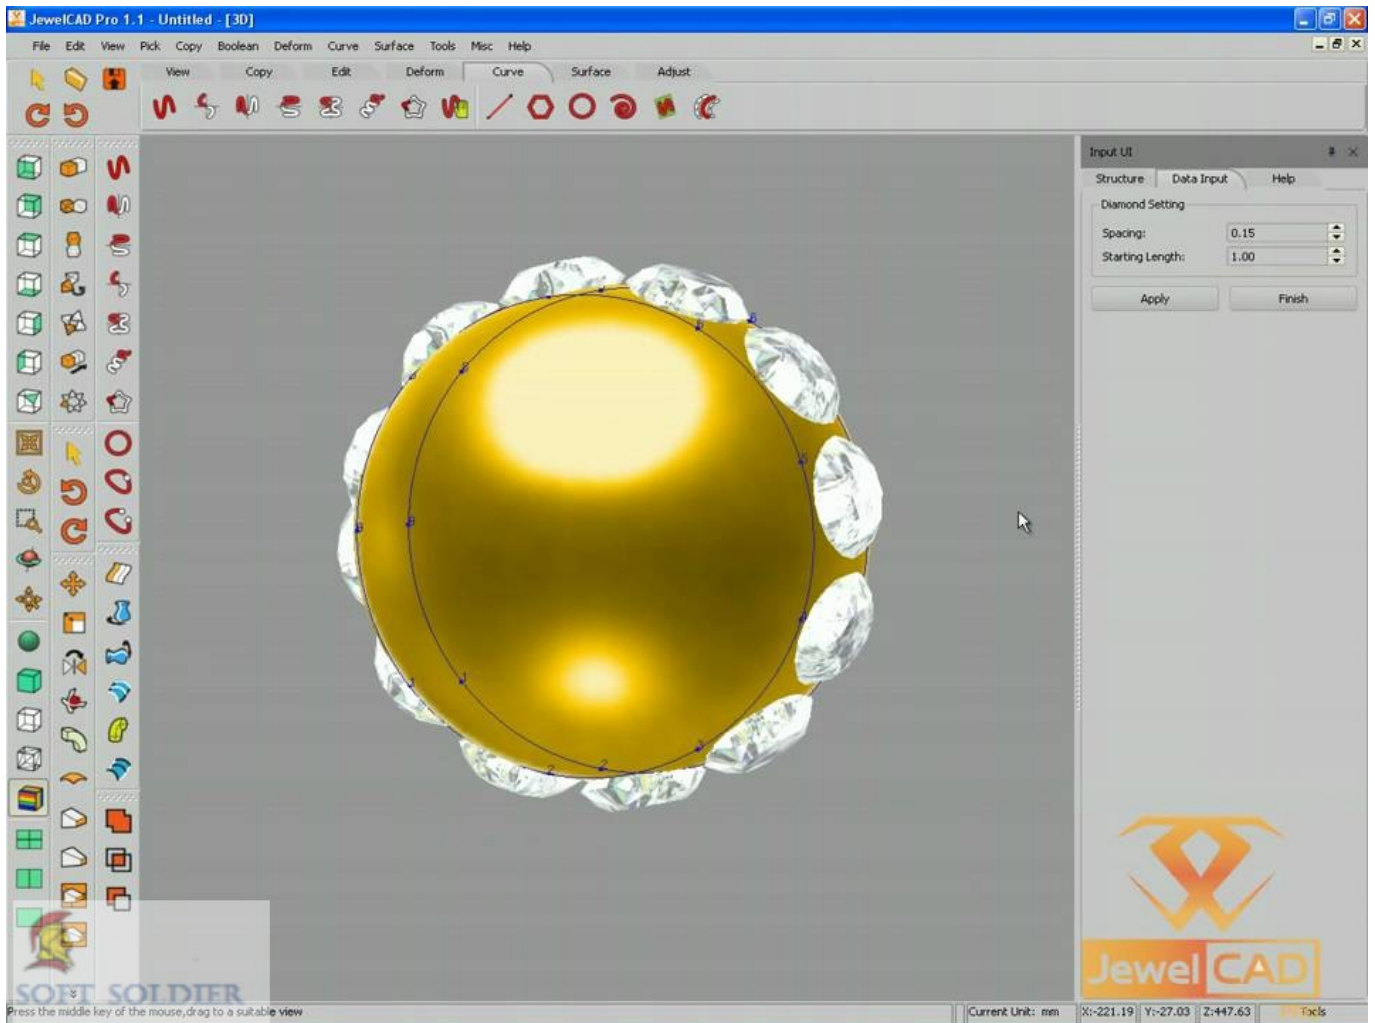 JewelCAD Pro 1.1 - Untitled - [3D]
File Edit View Pick Copy Boolean Deform Curve Surface Tools Misc Help
View Copy Edit Deform Curve Surface Adjust
Input UI
Structure Data Input Help
Diamond Setting
Spacing: 0.15
Starting Length: 1.00
Apply Finish
JewelCAD
SOFT SOLDIER
Press the middle key of the mouse,drag to a suitable view
Current Unit: mm X:-221.19 Y:-27.03 Z:447.63